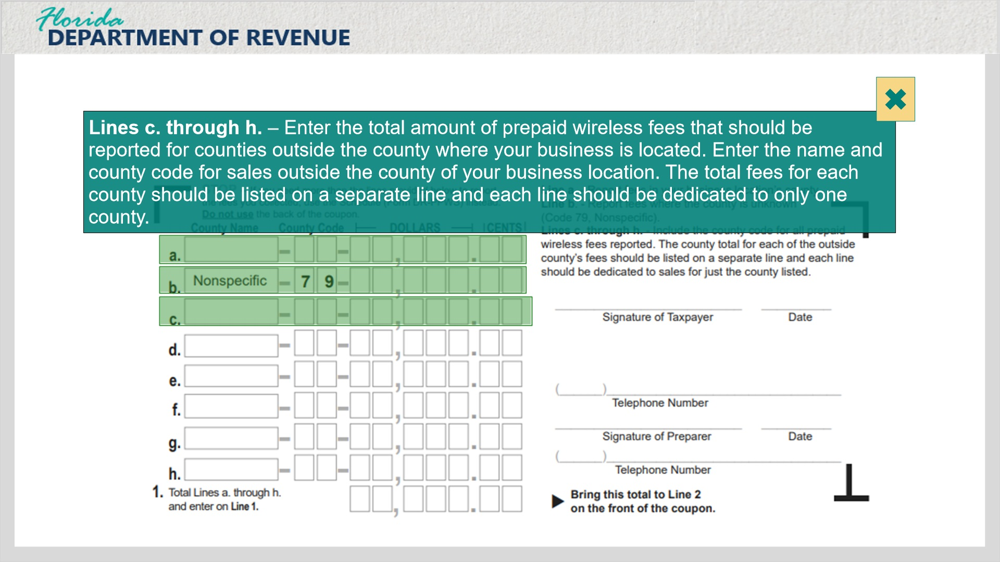 Florida
DEPARTMENT OF REVENUE
Lines c. through h. – Enter the total amount of prepaid wireless fees that should be
reported for counties outside the county where your business is located. Enter the name and
county code for sales outside the county of your business location. The total fees for each
county should be listed on a separate line and each line should be dedicated to only one
county.
Do not use the back of the coupon.
County Name County Code DOLLARS CENTS
a.
b. Nonspecific 7 9
c.
d.
e.
f.
g.
h.
1. Total Lines a. through h.
and enter on Line 1.
Line b. - Report fees where the county is unknown
(Code 79, Nonspecific).
Lines c. through h. - Include the county code for all prepaid
wireless fees reported. The county total for each of the outside
county's fees should be listed on a separate line and each line
should be dedicated to sales for just the county listed.
Signature of Taxpayer Date
Telephone Number
Signature of Preparer Date
Telephone Number
Bring this total to Line 2
on the front of the coupon.